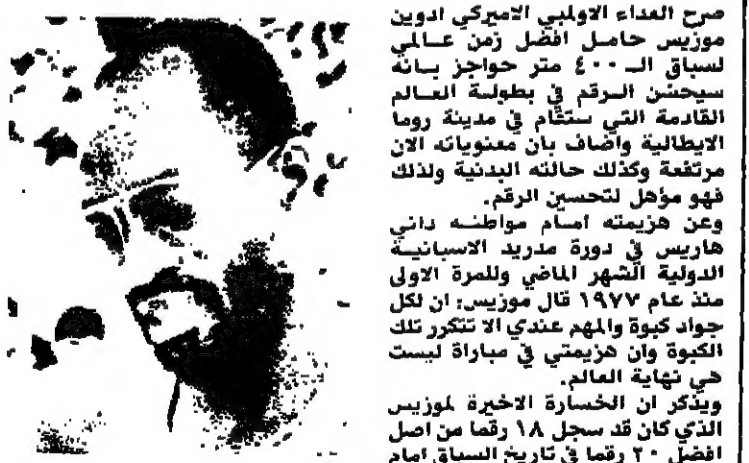 صرح العداء الاولمبي الاميركي ادوين
موزيس حامل افضل زمن عالمي
لسباق الـ ٤٠٠ متر حواجز بانه
سيحسن الرقم في بطولة العالم
القادمة التي ستقام في مدينة روما
الايطالية واضاف بان معنوياته الان
مرتفعة وكذلك حالته البدنية ولذلك
فهو مؤهل لتحسين الرقم.
وعن هزيمته امام مواطنه داني
هاريس في دورة مدريد الاسبانية
الدولية الشهر الماضي وللمرة الاولى
منذ عام ١٩٧٧ قال موزيس: ان لكل
جواد كبوة والمهم عندي الا تتكرر تلك
الكبوة وان هزيمتي في مباراة ليست
هي نهاية العالم.
ويذكر ان الخسارة الاخيرة لموزيس
الذي كان قد سجل ١٨ رقما من اصل
افضل ٢٠ رقما في تاريخ السباق امام